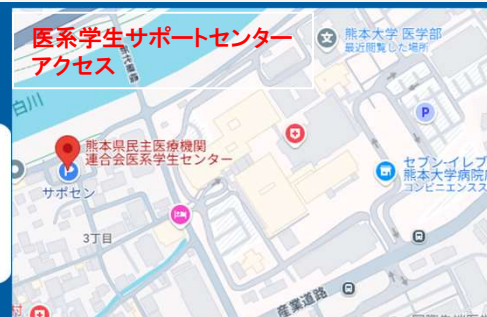 医系学生サポートセンター
アクセス
熊本大学 医学部
最近閲覧した場所
白川
熊本県民主医療機関
連合会医系学生センター
サポセン
P
セブン-イレブ
熊本大学病院
コンビニエンスス
3丁目
産業道路